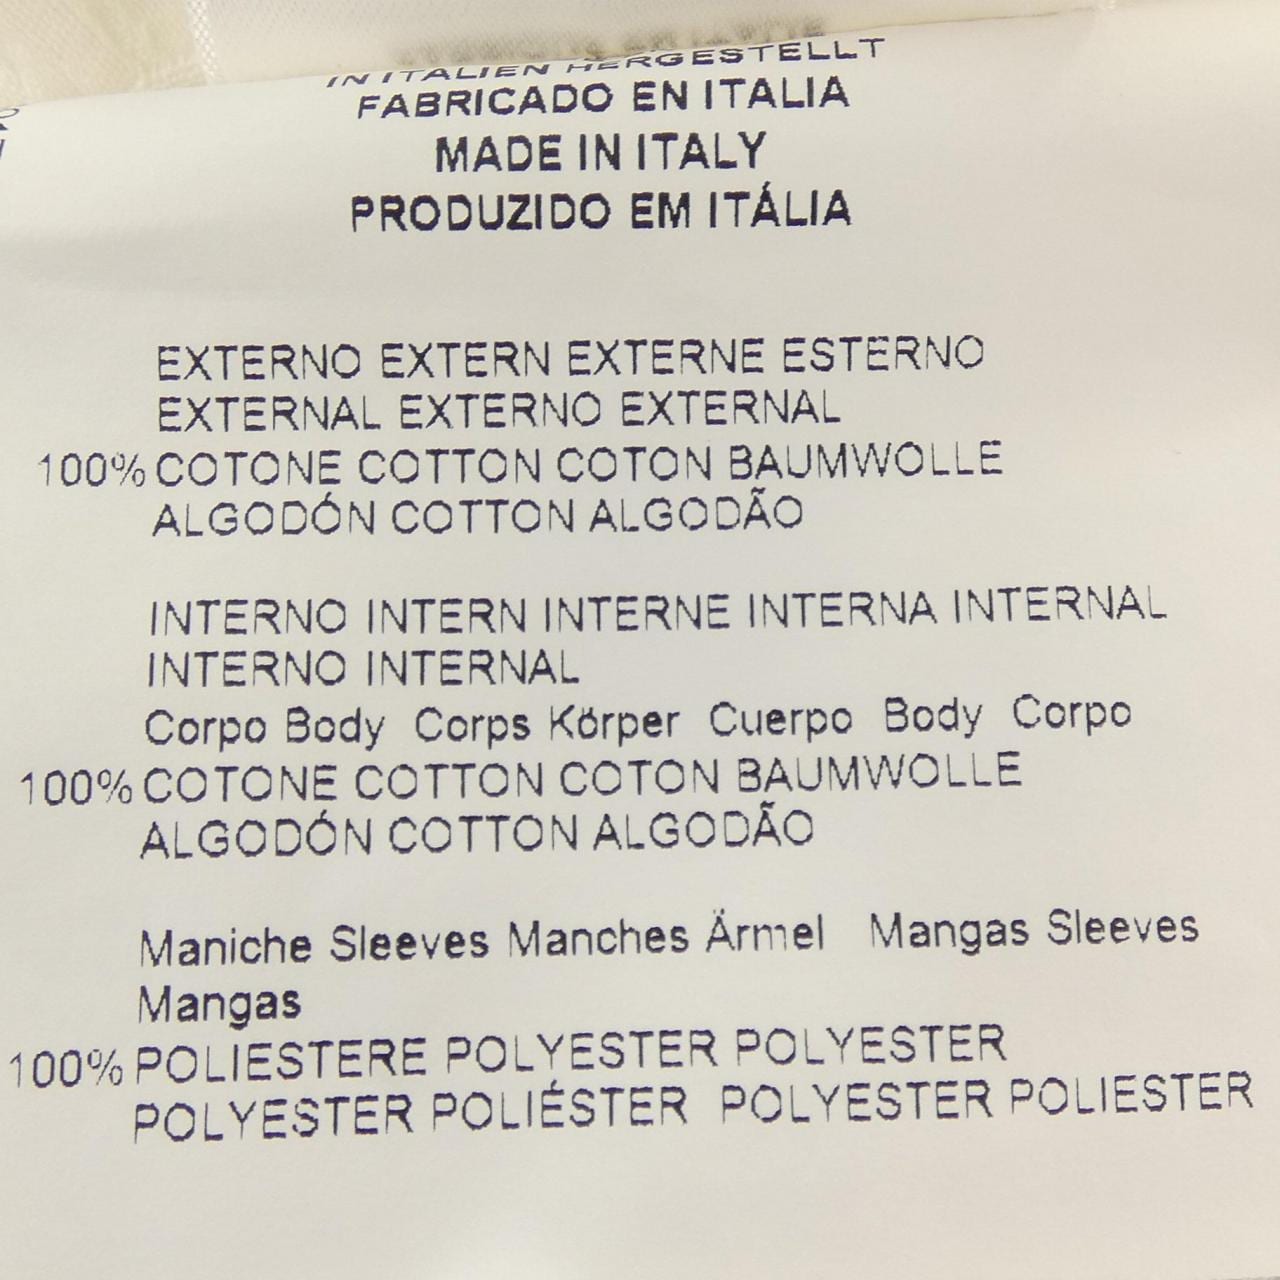 IN ITALIEN HERGESTELLT
FABRICADO EN ITALIA
MADE IN ITALY
PRODUZIDO EM ITÁLIA
EXTERNO EXTERN EXTERNE ESTERNO
EXTERNAL EXTERNO EXTERNAL
100% COTONE COTTON COTON BAUMWOLLE
ALGODÓN COTTON ALGODÃO
INTERNO INTERN INTERNE INTERNA INTERNAL
INTERNO INTERNAL
Corpo Body Corps Körper Cuerpo Body Corpo
100% COTONE COTTON COTON BAUMWOLLE
ALGODÓN COTTON ALGODÃO
Maniche Sleeves Manches Ärmel Mangas Sleeves
Mangas
100% POLIESTERE POLYESTER POLYESTER
POLYESTER POLIÉSTER POLYESTER POLIESTER